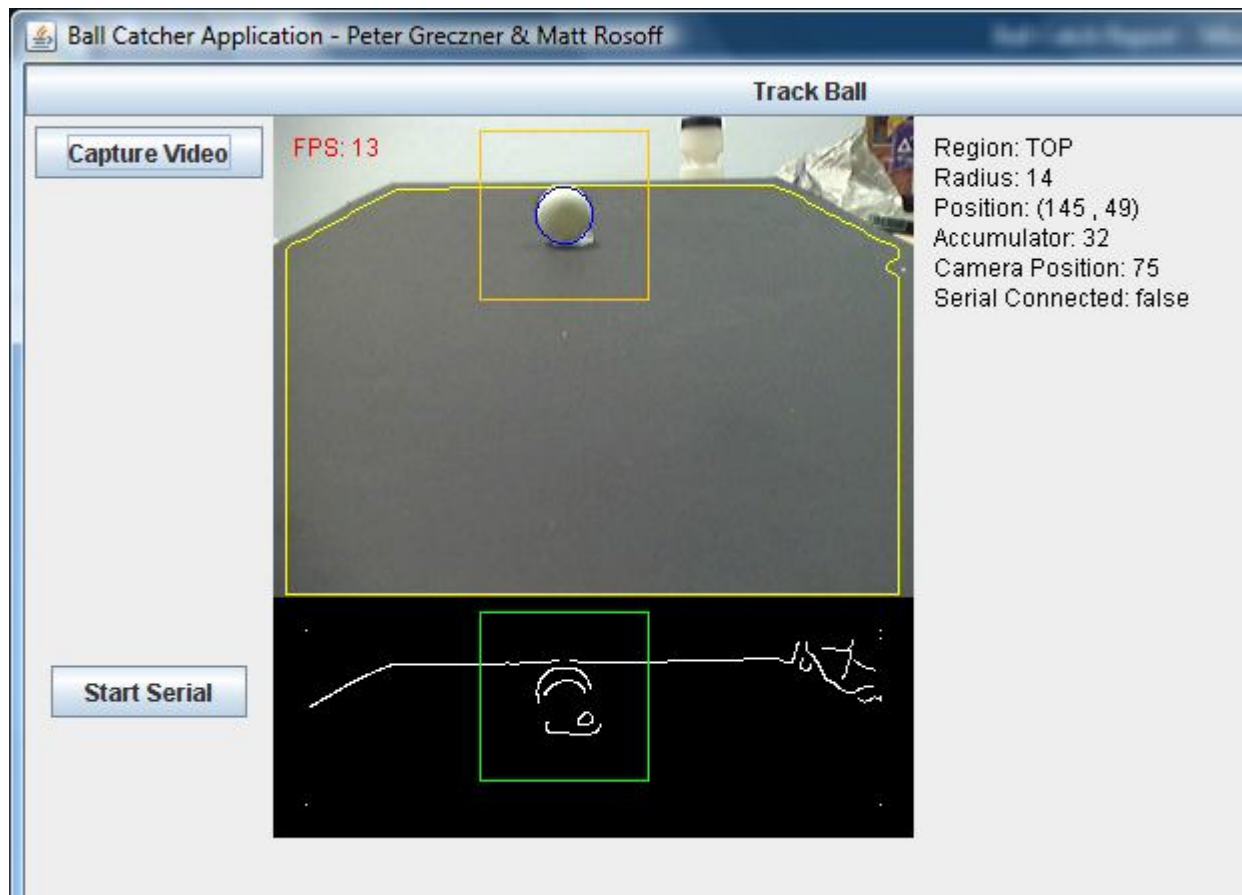 Ball Catcher Application - Peter Greczner & Matt Rosoff
Track Ball
Capture Video
FPS: 13
Region: TOP
Radius: 14
Position: (145 , 49)
Accumulator: 32
Camera Position: 75
Serial Connected: false
Start Serial